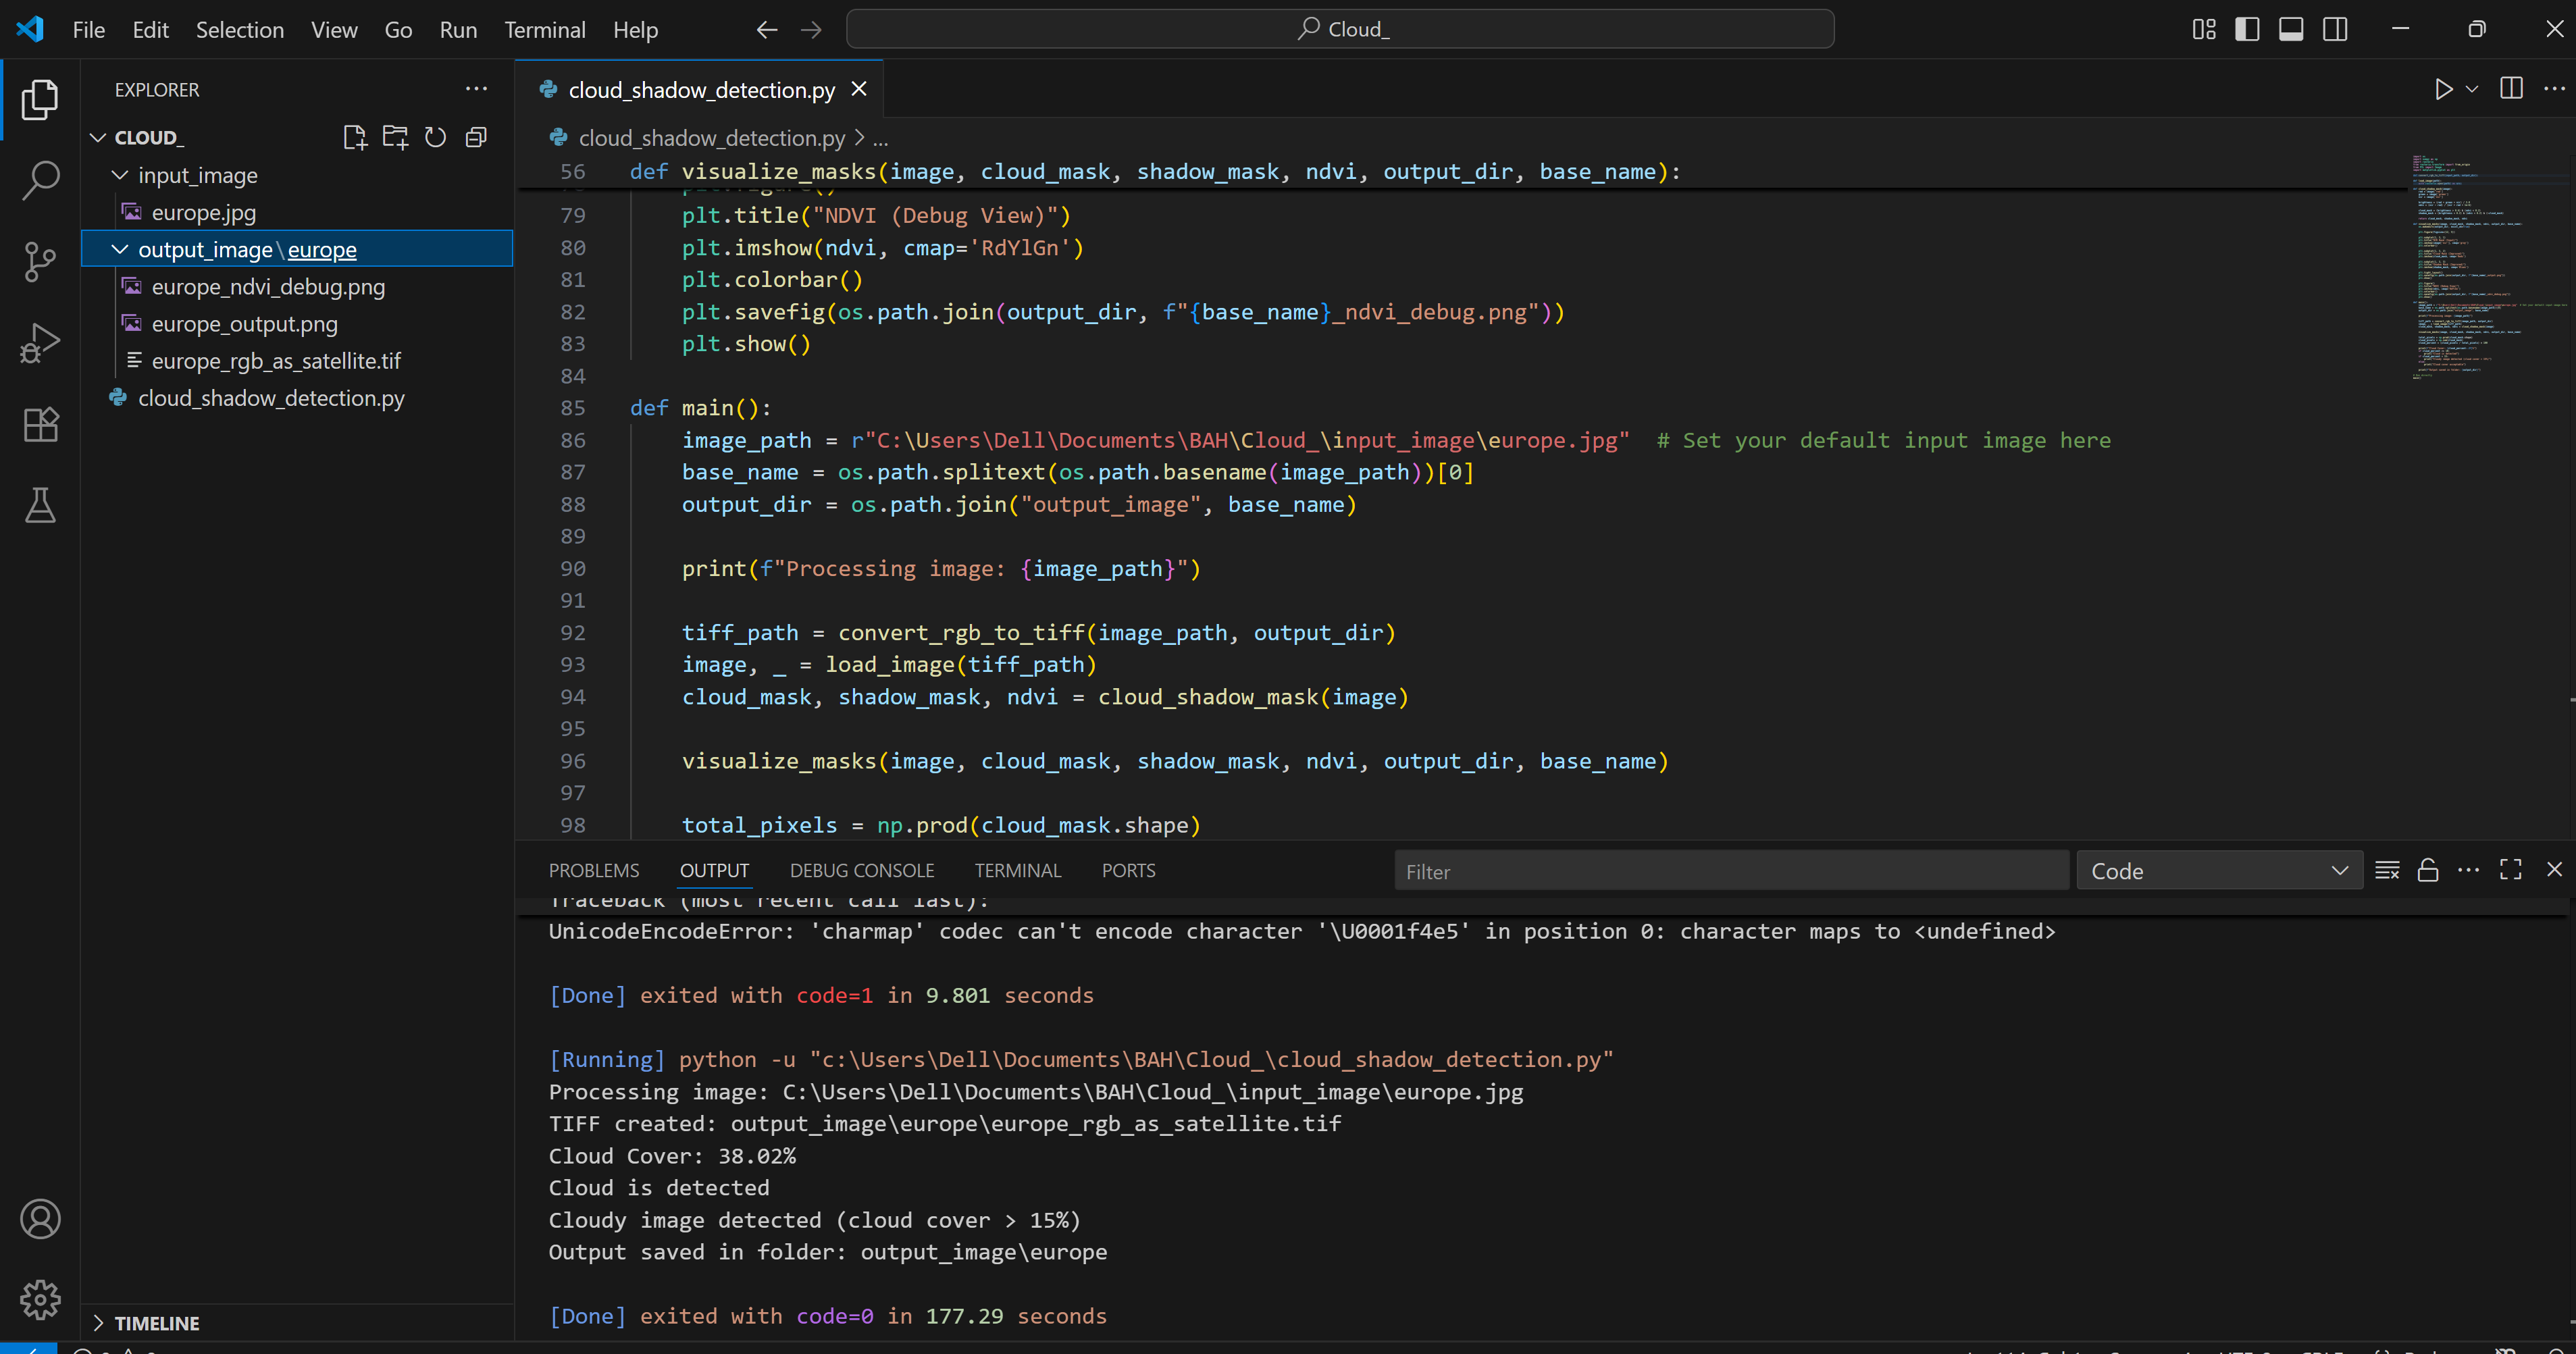 File Edit Selection View Go Run Terminal Help
Cloud_
EXPLORER
CLOUD_
input_image
europe.jpg
output_image\europe
europe_ndvi_debug.png
europe_output.png
europe_rgb_as_satellite.tif
cloud_shadow_detection.py
TIMELINE
cloud_shadow_detection.py
cloud_shadow_detection.py > ...
56 def visualize_masks(image, cloud_mask, shadow_mask, ndvi, output_dir, base_name):
79 plt.title("NDVI (Debug View)")
80 plt.imshow(ndvi, cmap='RdYlGn')
81 plt.colorbar()
82 plt.savefig(os.path.join(output_dir, f"{base_name}_ndvi_debug.png"))
83 plt.show()
84
85 def main():
86 image_path = r"C:\Users\Dell\Documents\BAH\Cloud_\input_image\europe.jpg" # Set your default input image here
87 base_name = os.path.splitext(os.path.basename(image_path))[0]
88 output_dir = os.path.join("output_image", base_name)
89
90 print(f"Processing image: {image_path}")
91
92 tiff_path = convert_rgb_to_tiff(image_path, output_dir)
93 image, _ = load_image(tiff_path)
94 cloud_mask, shadow_mask, ndvi = cloud_shadow_mask(image)
95
96 visualize_masks(image, cloud_mask, shadow_mask, ndvi, output_dir, base_name)
97
98 total_pixels = np.prod(cloud_mask.shape)
PROBLEMS OUTPUT DEBUG CONSOLE TERMINAL PORTS
Filter
Code
Traceback (most recent call last):
UnicodeEncodeError: 'charmap' codec can't encode character '\U0001f4e5' in position 0: character maps to <undefined>
[Done] exited with code=1 in 9.801 seconds
[Running] python -u "c:\Users\Dell\Documents\BAH\Cloud_\cloud_shadow_detection.py"
Processing image: C:\Users\Dell\Documents\BAH\Cloud_\input_image\europe.jpg
TIFF created: output_image\europe\europe_rgb_as_satellite.tif
Cloud Cover: 38.02%
Cloud is detected
Cloudy image detected (cloud cover > 15%)
Output saved in folder: output_image\europe
[Done] exited with code=0 in 177.29 seconds